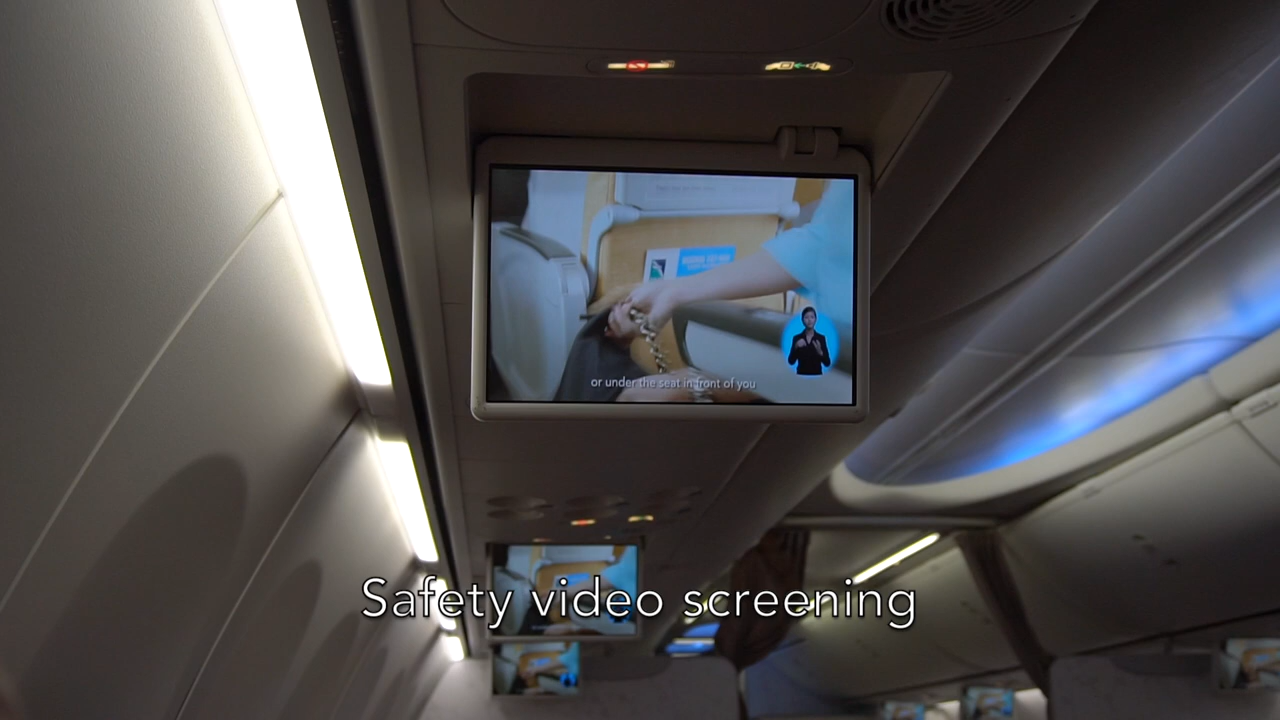 or under the seat in front of you
Safety video screening